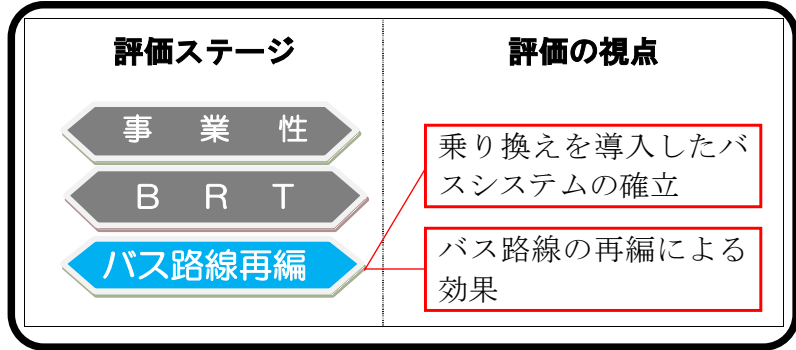 評価ステージ
評価の視点
事業性
BRT
バス路線再編
乗り換えを導入したバ
スシステムの確立
バス路線の再編による
効果